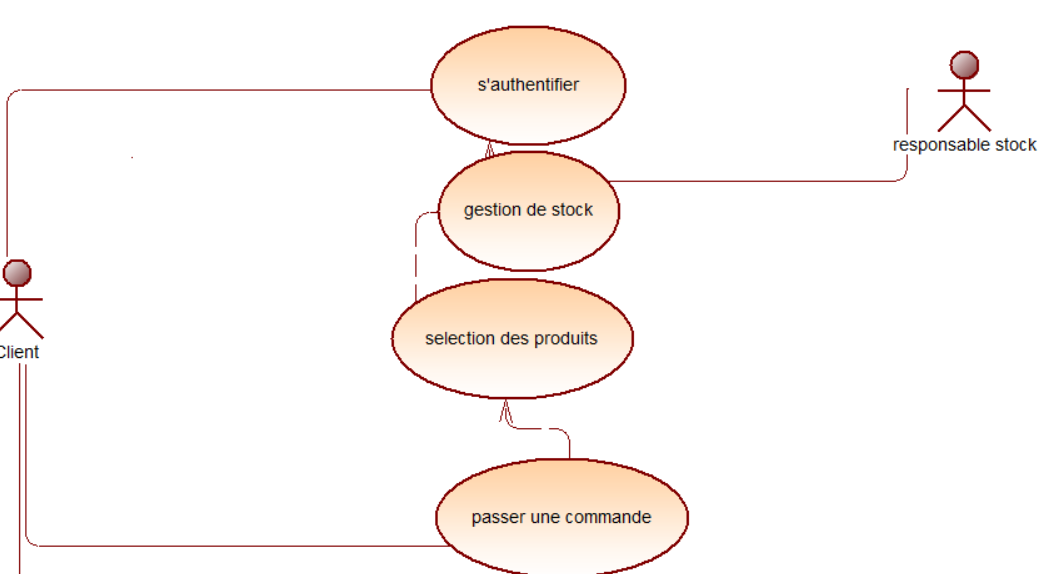 s'authentifier
responsable stock
gestion de stock
Client
selection des produits
passer une commande